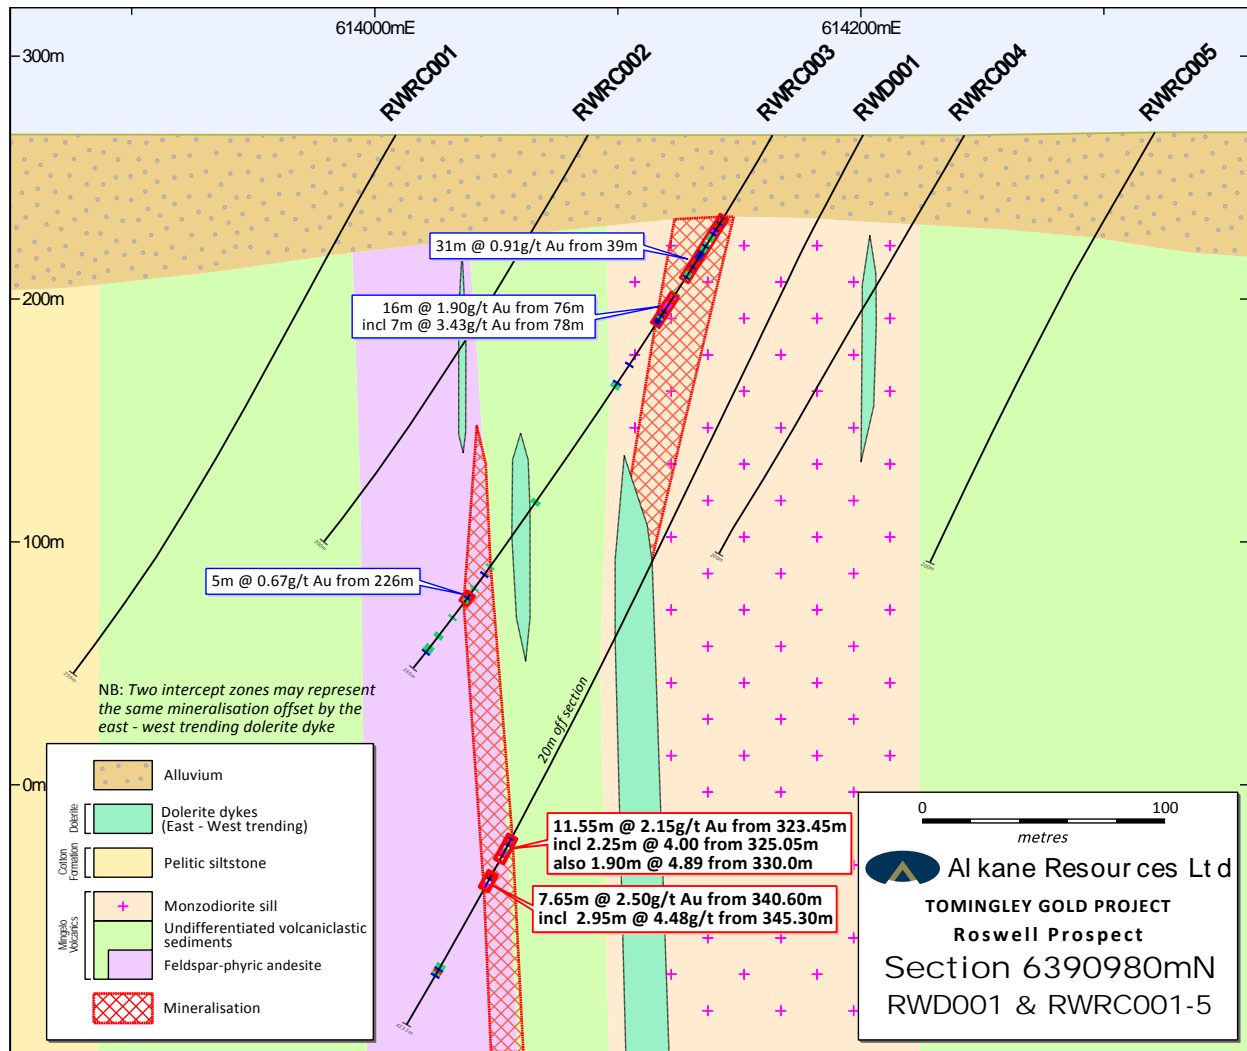 614000mE
614200mE
300m
200m
100m
0m
RWRC001
RWRC002
RWRC003
RWD001
RWRC004
RWRC005
31m @ 0.91g/t Au from 39m
16m @ 1.90g/t Au from 76m
incl 7m @ 3.43g/t Au from 78m
5m @ 0.67g/t Au from 226m
20m off section
NB: Two intercept zones may represent
the same mineralisation offset by the
east - west trending dolerite dyke
11.55m @ 2.15g/t Au from 323.45m
incl 2.25m @ 4.00 from 325.05m
also 1.90m @ 4.89 from 330.0m
7.65m @ 2.50g/t Au from 340.60m
incl 2.95m @ 4.48g/t from 345.30m
Alluvium
Dolerite
Dolerite dykes
(East - West trending)
Cotton
Formation
Pelitic siltstone
Mingelo
Volcanics
Monzodiorite sill
Undifferentiated volcaniclastic
sediments
Feldspar-phyric andesite
Mineralisation
0
100
metres
Alkane Resources Ltd
TOMINGLEY GOLD PROJECT
Roswell Prospect
Section 6390980mN
RWD001 & RWRC001-5